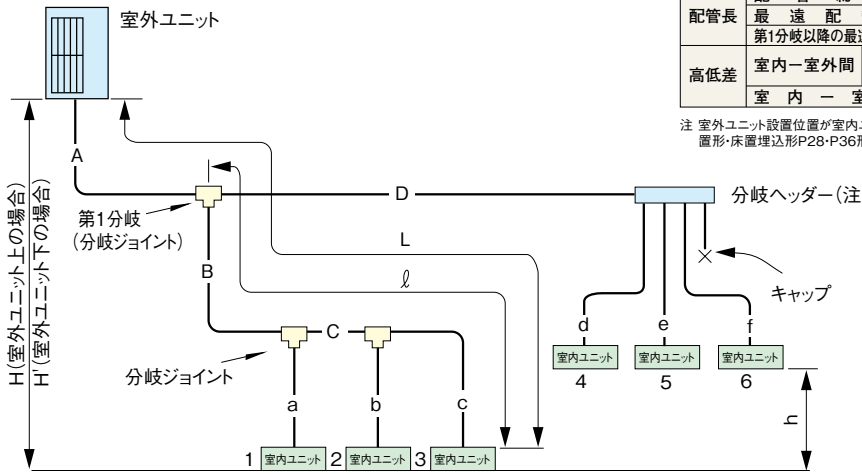 室外ユニット
配管長
最 遠 配
第1分岐以降の最遠
高低差
室内ー室外間
室 内 ー 室
注 室外ユニット設置位置が室内ユ
置形・床置埋込形P28・P36形
A
D
分岐ヘッダー(注
第1分岐
(分岐ジョイント)
L
B
ℓ
キャップ
H(室外ユニット上の場合)
H'(室外ユニット下の場合)
C
d
e
f
分岐ジョイント
室内ユニット
室内ユニット
室内ユニット
4
5
6
a
b
c
h
1 室内ユニット 2 室内ユニット 3 室内ユニット